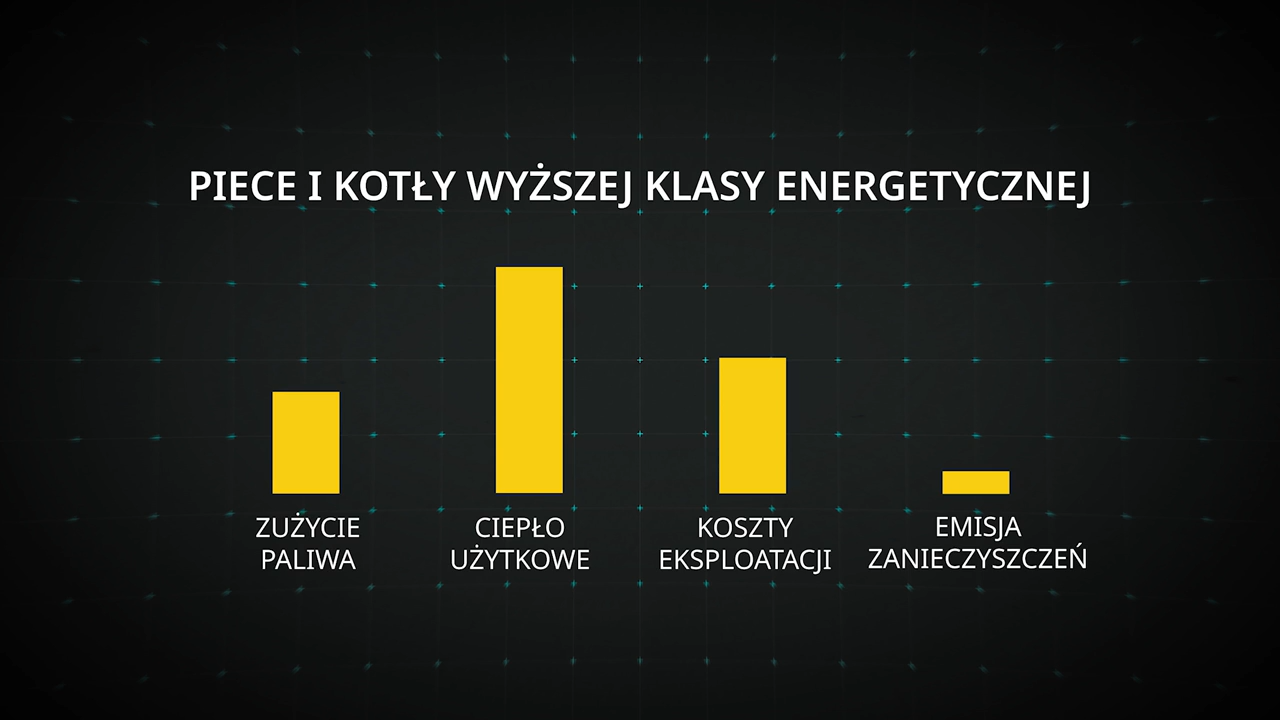 PIECE I KOTŁY WYŻSZEJ KLASY ENERGETYCZNEJ
ZUŻYCIE
PALIWA
CIEPŁO
UŻYTKOWE
KOSZTY
EKSPLOATACJI
EMISJA
ZANIECZYSZCZEŃ